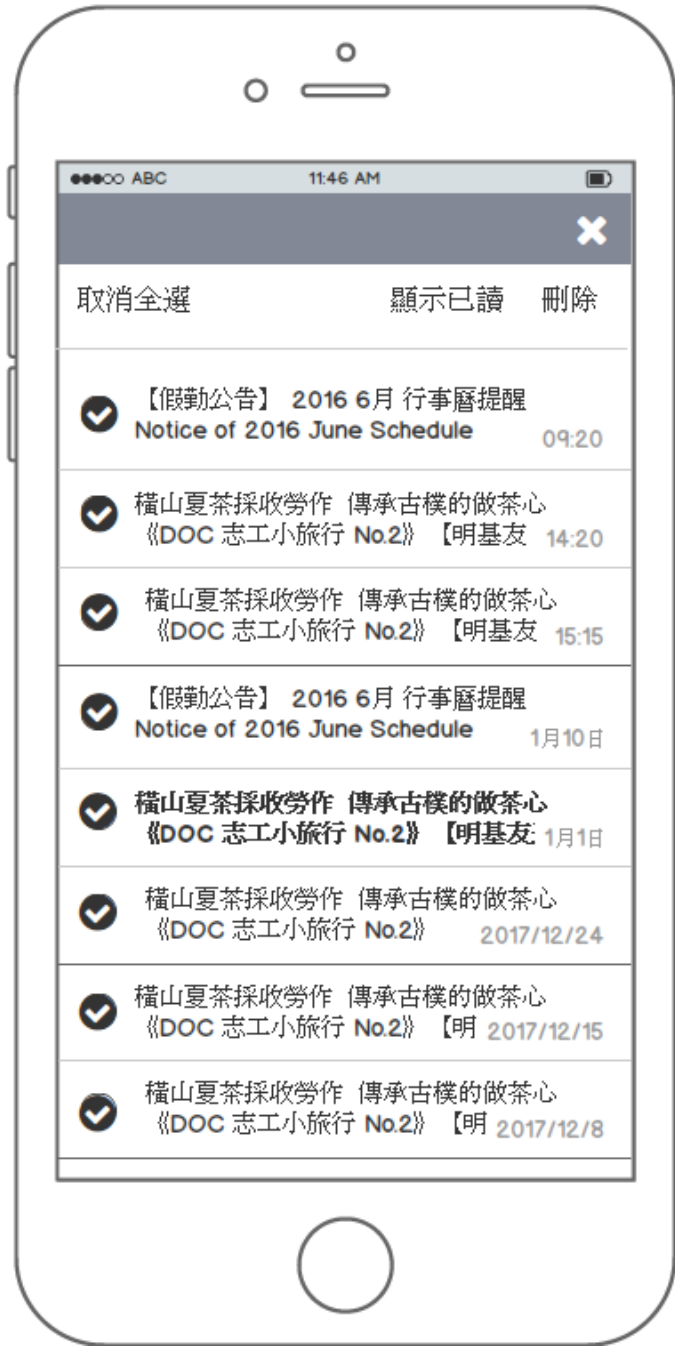 ABC 11:46 AM
取消全選 顯示已讀 刪除
【假勤公告】 2016 6月 行事曆提醒
Notice of 2016 June Schedule 09:20
橫山夏茶採收勞作 傳承古樸的做茶心
《DOC 志工小旅行 No.2》 【明基友 14:20
橫山夏茶採收勞作 傳承古樸的做茶心
《DOC 志工小旅行 No.2》 【明基友 15:15
【假勤公告】 2016 6月 行事曆提醒
Notice of 2016 June Schedule 1月10日
橫山夏茶採收勞作 傳承古樸的做茶心
《DOC 志工小旅行 No.2》 【明基友 1月1日
橫山夏茶採收勞作 傳承古樸的做茶心
《DOC 志工小旅行 No.2》 2017/12/24
橫山夏茶採收勞作 傳承古樸的做茶心
《DOC 志工小旅行 No.2》 【明 2017/12/15
橫山夏茶採收勞作 傳承古樸的做茶心
《DOC 志工小旅行 No.2》 【明 2017/12/8